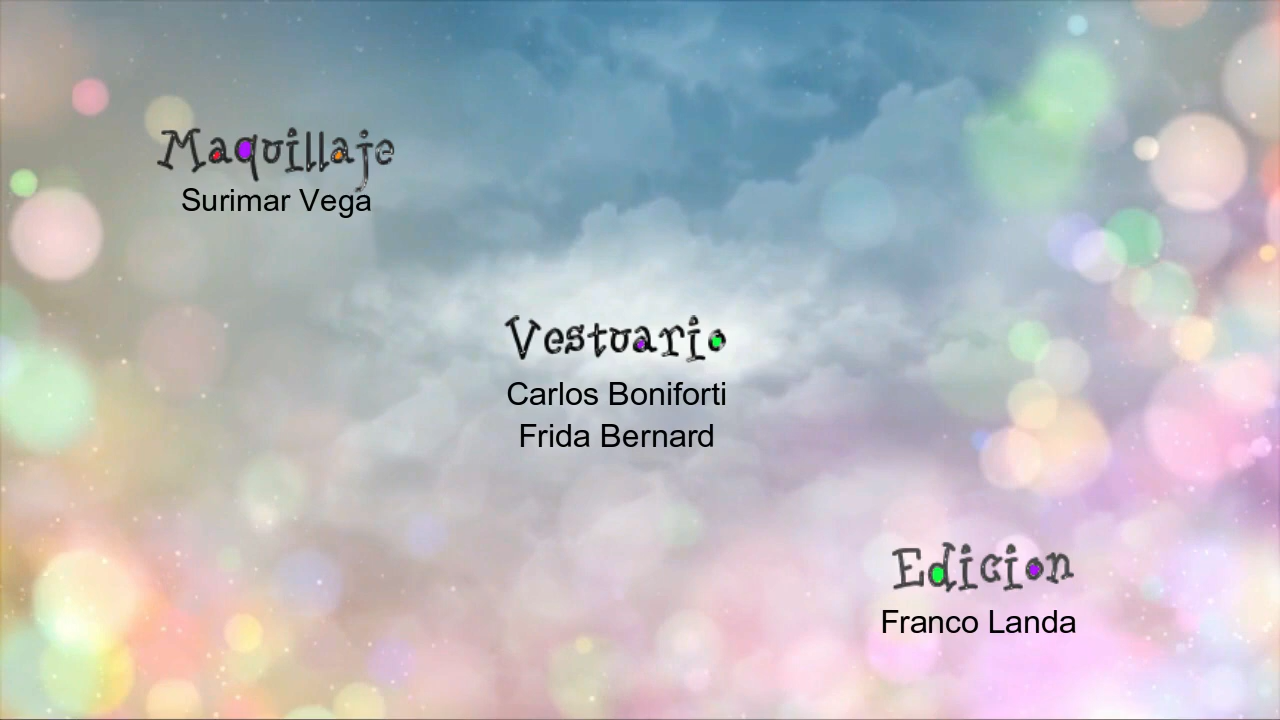 Maquillaje
Surimar Vega
Vestuario
Carlos Boniforti
Frida Bernard
Edicion
Franco Landa